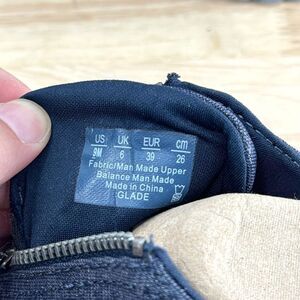 US UK EUR cm
9M 6 39 26
Fabric/Man Made Upper
Balance Man Made
Made in China
GLADE